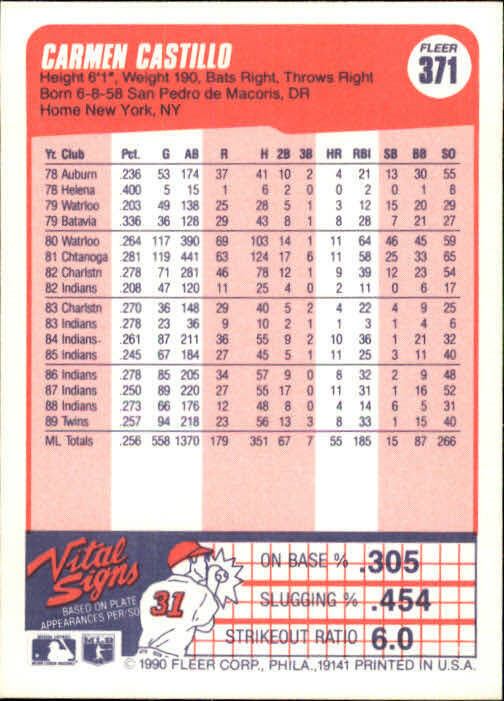 CARMEN CASTILLO
FLEER
371
Height 6'1", Weight 190, Bats Right, Throws Right
Born 6-8-58 San Pedro de Macoris, DR
Home New York, NY
Yr. Club Pct. G AB R H 2B 3B HR RBI SB BB SO
78 Auburn .236 53 174 37 41 10 2 4 21 13 30 55
78 Helena .400 5 15 1 6 2 0 0 2 0 1 8
79 Watrloo .203 49 138 25 28 5 1 3 12 15 20 29
79 Batavia .336 36 128 29 43 8 1 8 28 7 21 27
80 Watrloo .264 117 390 69 103 14 1 11 64 46 45 59
81 Chtanoga .281 119 441 63 124 17 6 11 58 25 33 65
82 Charlstn .278 71 281 46 78 12 1 9 39 12 23 54
82 Indians .208 47 120 11 25 4 0 2 11 0 6 17
83 Charlstn .270 36 148 29 40 5 2 4 22 4 9 25
83 Indians .278 23 36 9 10 2 1 1 3 1 4 6
84 Indians .261 87 211 36 55 9 2 10 36 1 21 32
85 Indians .245 67 184 27 45 5 1 11 25 3 11 40
86 Indians .278 85 205 34 57 9 0 8 32 2 9 48
87 Indians .250 89 220 27 55 17 0 11 31 1 16 52
88 Indians .273 66 176 12 48 8 0 4 14 6 5 31
89 Twins .257 94 218 23 56 13 3 8 33 1 15 40
ML Totals .256 558 1370 179 351 67 7 55 185 15 87 266
Vital
Signs
BASED ON PLATE
APPEARANCES PER/SO
31
ON BASE % .305
SLUGGING % .454
STRIKEOUT RATIO 6.0
© 1990 FLEER CORP., PHILA., 19141 PRINTED IN U.S.A.